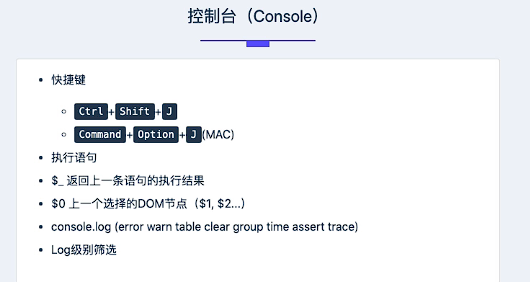 控制台（Console）
快捷键
Ctrl+Shift+J
Command+Option+J(MAC)
执行语句
$_ 返回上一条语句的执行结果
$0 上一个选择的DOM节点（$1, $2...）
console.log (error warn table clear group time assert trace)
Log级别筛选